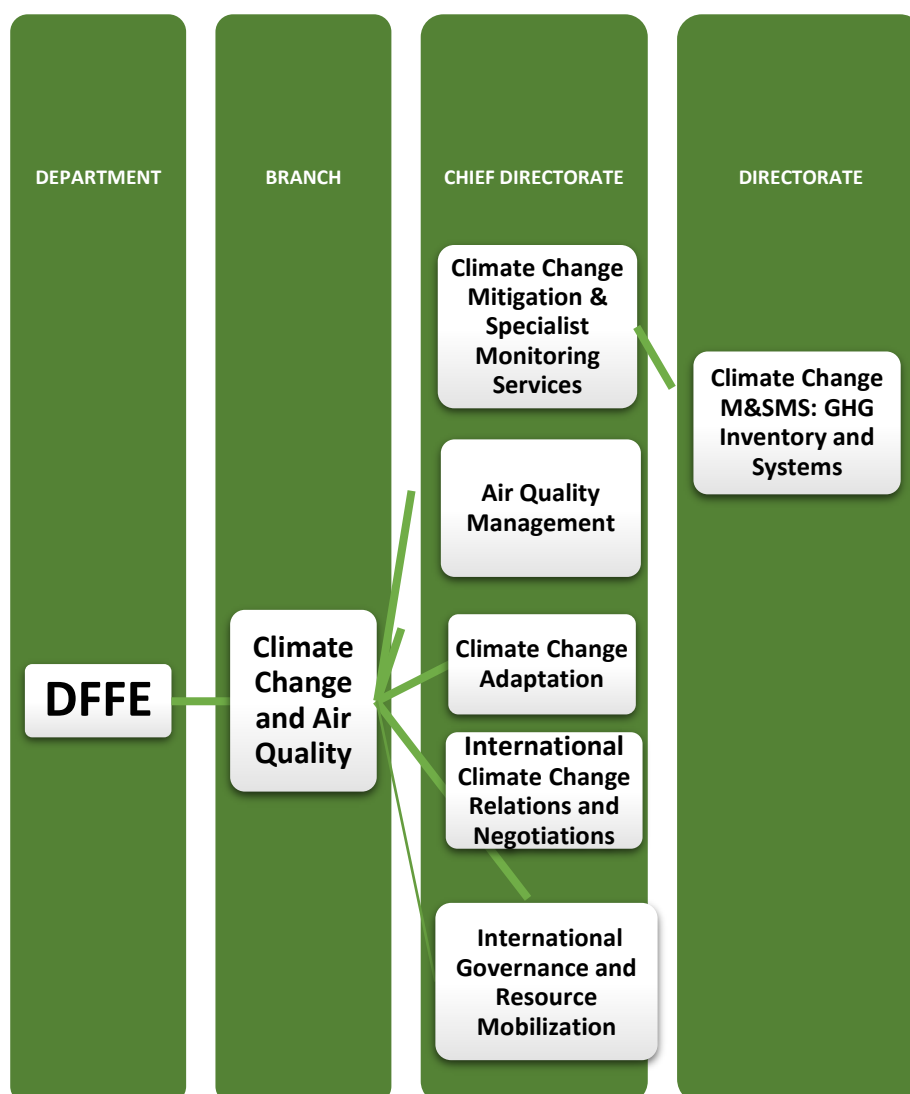 DEPARTMENT
BRANCH
CHIEF DIRECTORATE
DIRECTORATE
DFFE
Climate
Change
and Air
Quality
Climate Change
Mitigation &
Specialist
Monitoring
Services
Air Quality
Management
Climate Change
Adaptation
International
Climate Change
Relations and
Negotiations
International
Governance and
Resource
Mobilization
Climate Change
M&SMS: GHG
Inventory and
Systems